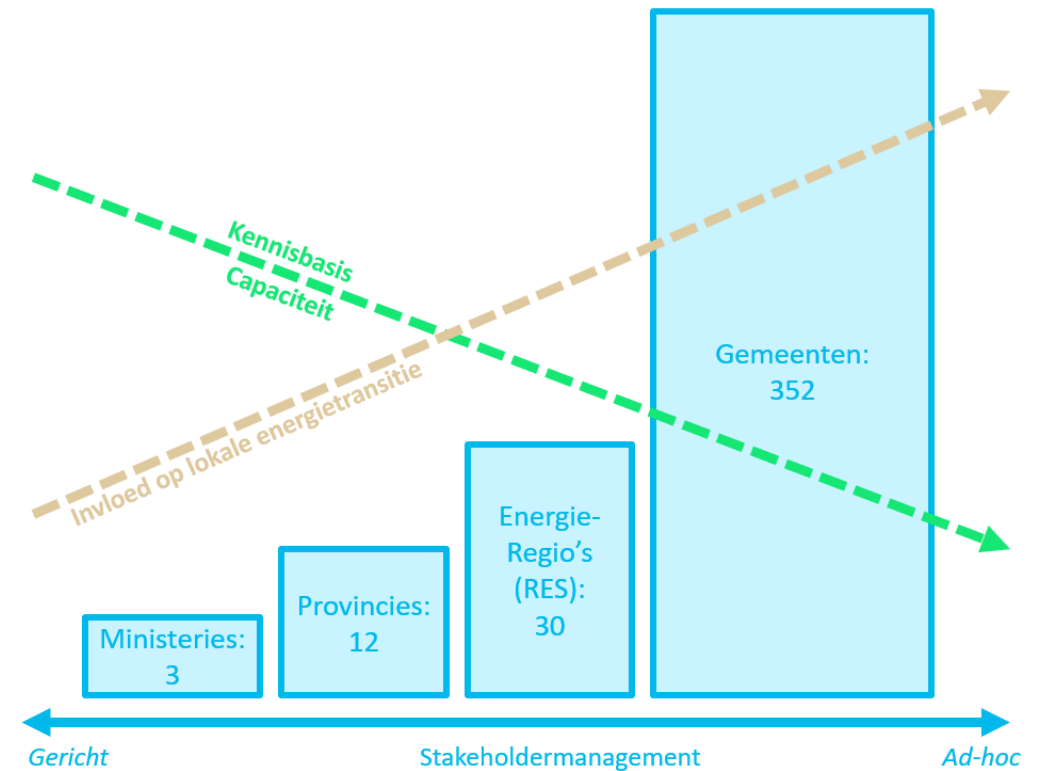 Kennisbasis
Capaciteit
Invloed op lokale energietransitie
Gemeenten:
352
Energie-
Regio's
(RES):
30
Provincies:
12
Ministeries:
3
Gericht
Stakeholdermanagement
Ad-hoc